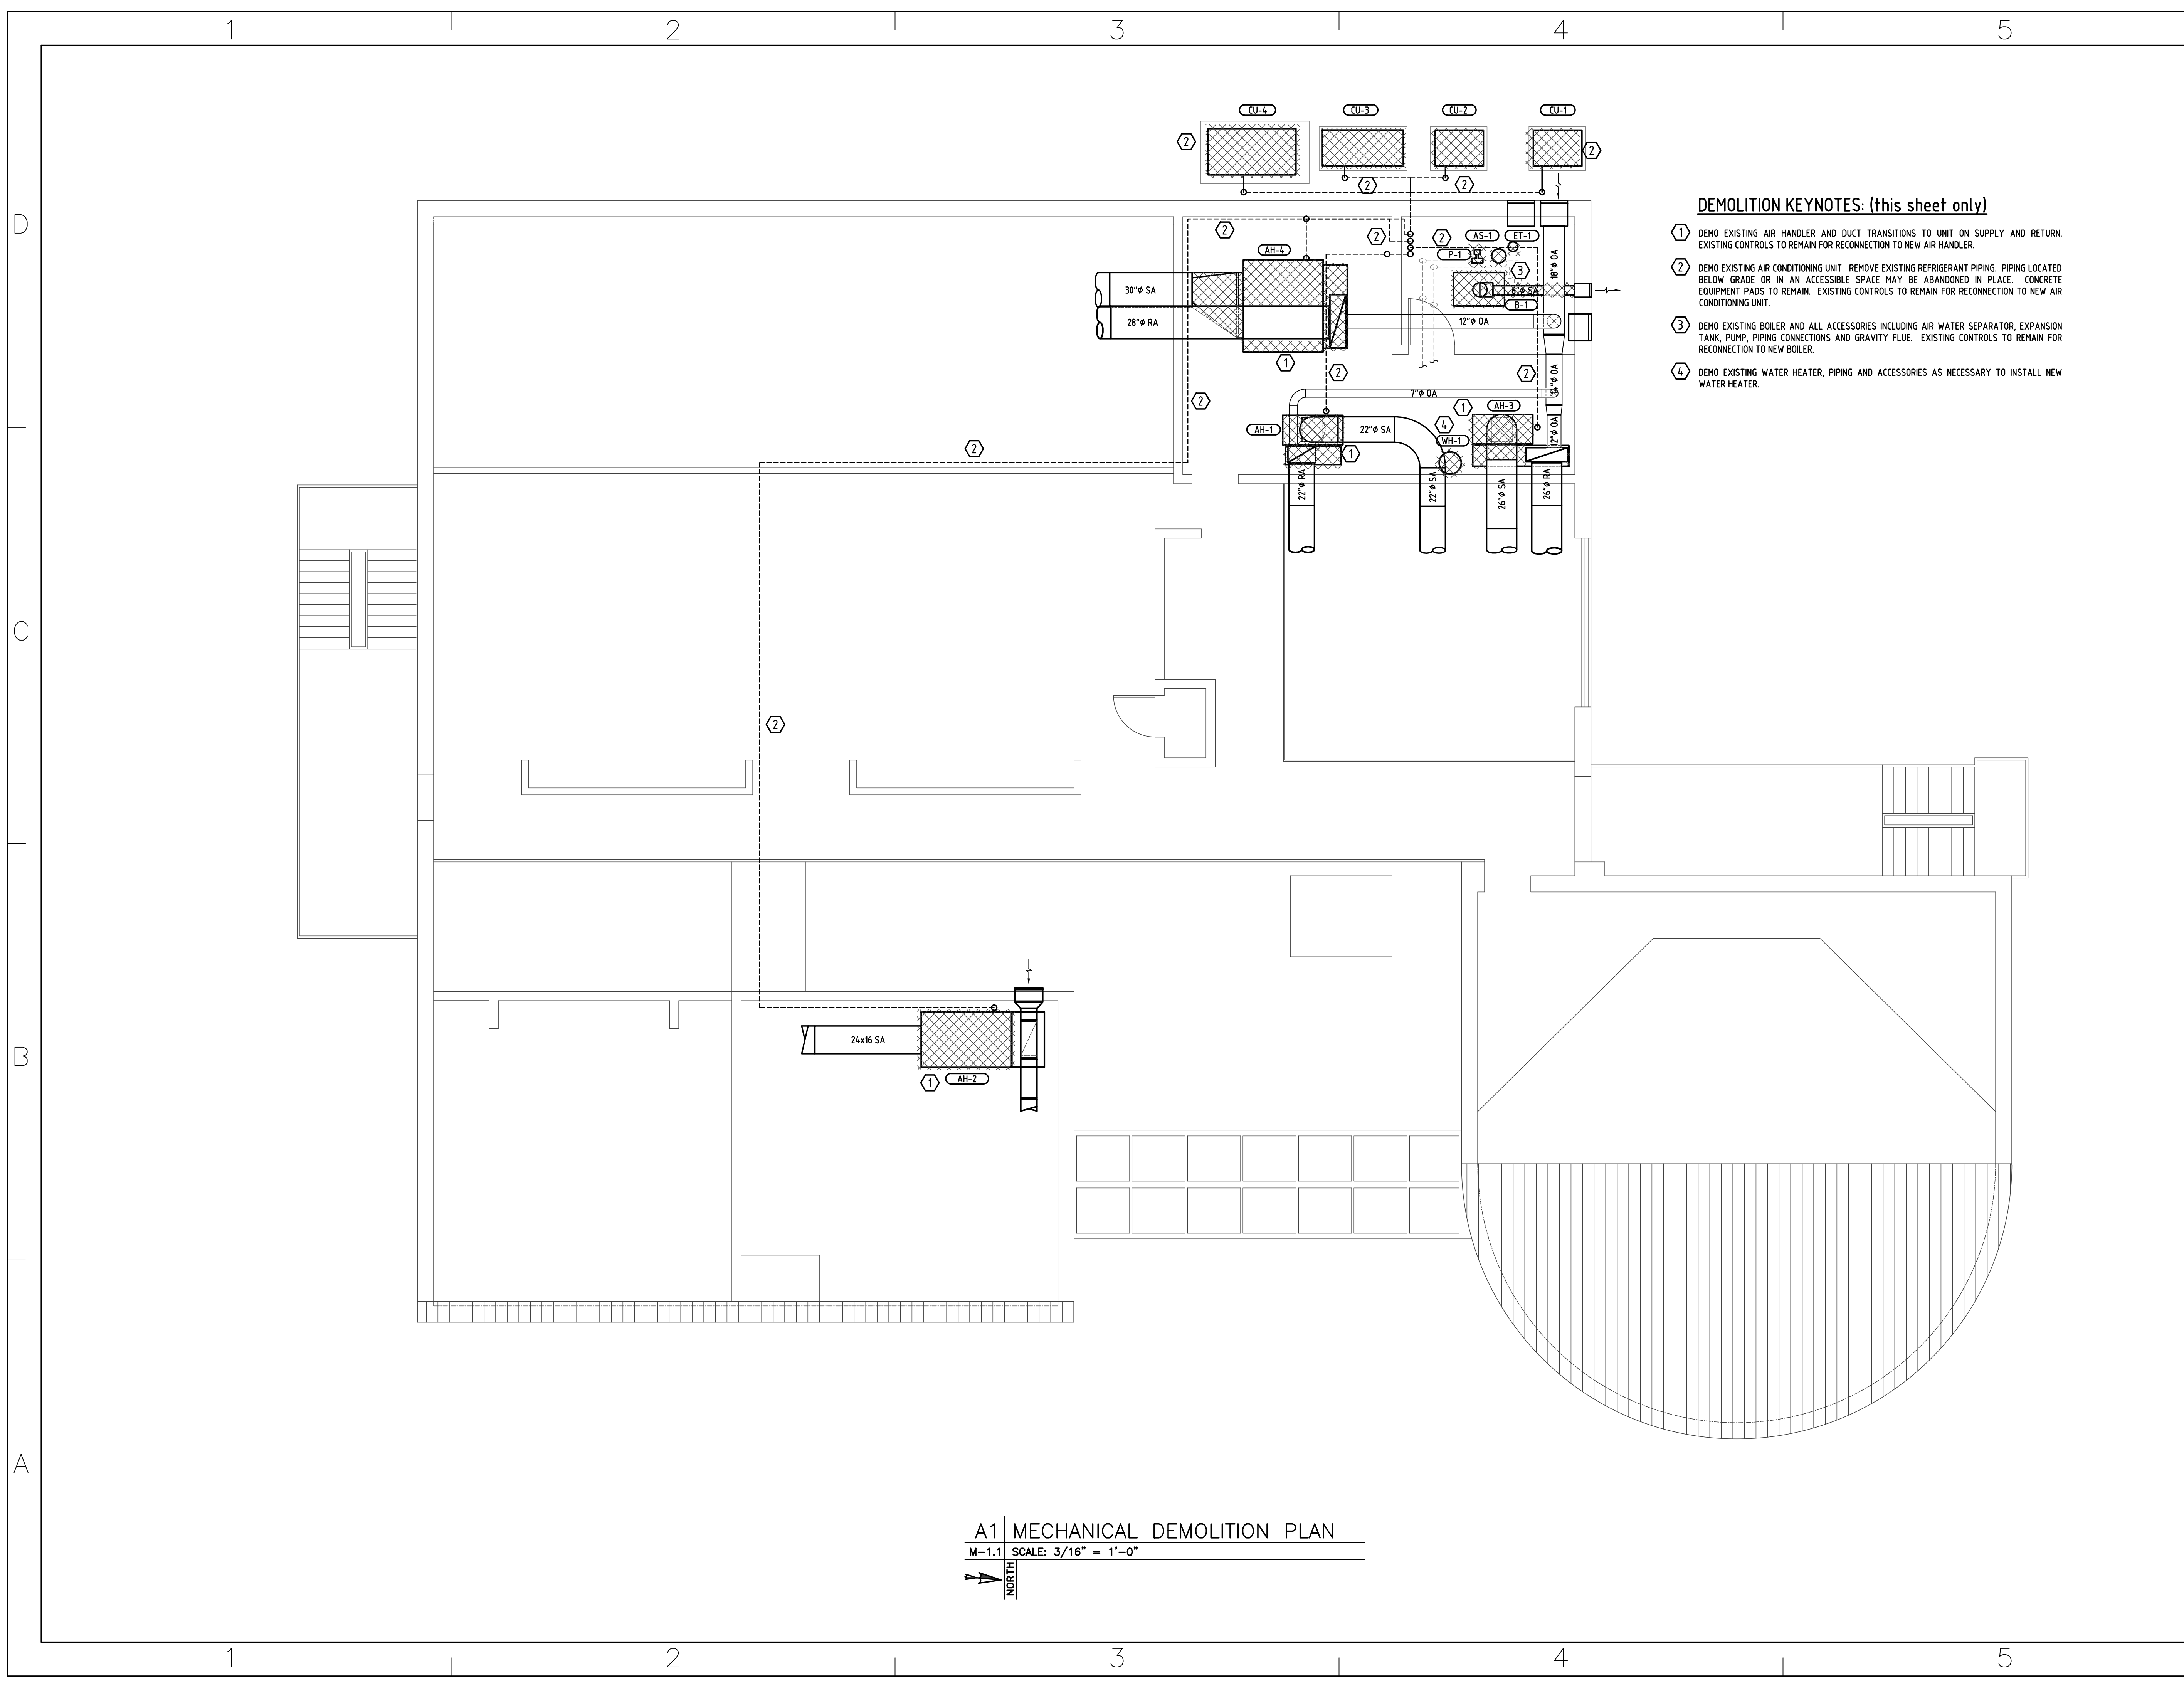 1 2 3 4 5
CU-4 CU-3 CU-2 CU-1
2 2
2 2
D
DEMOLITION KEYNOTES: (this sheet only)
1 DEMO EXISTING AIR HANDLER AND DUCT TRANSITIONS TO UNIT ON SUPPLY AND RETURN.
EXISTING CONTROLS TO REMAIN FOR RECONNECTION TO NEW AIR HANDLER.
2 DEMO EXISTING AIR CONDITIONING UNIT. REMOVE EXISTING REFRIGERANT PIPING. PIPING LOCATED
BELOW GRADE OR IN AN ACCESSIBLE SPACE MAY BE ABANDONED IN PLACE. CONCRETE
EQUIPMENT PADS TO REMAIN. EXISTING CONTROLS TO REMAIN FOR RECONNECTION TO NEW AIR
CONDITIONING UNIT.
3 DEMO EXISTING BOILER AND ALL ACCESSORIES INCLUDING AIR WATER SEPARATOR, EXPANSION
TANK, PUMP, PIPING CONNECTIONS AND GRAVITY FLUE. EXISTING CONTROLS TO REMAIN FOR
RECONNECTION TO NEW BOILER.
4 DEMO EXISTING WATER HEATER, PIPING AND ACCESSORIES AS NECESSARY TO INSTALL NEW
WATER HEATER.
2 2 2 AS-1 ET-1
AH-4 P-1
18"ø OA
3
30"ø SA 8"ø SA
B-1
28"ø RA 12"ø OA
1 2 2
14"ø OA
7"ø OA
2 1 AH-3
AH-1 22"ø SA 4
WH-1
12"ø OA
2 1
22"ø RA 22"ø SA 26"ø SA 26"ø RA
C
2
B
24x16 SA
1 AH-2
A
A1 MECHANICAL DEMOLITION PLAN
M-1.1 SCALE: 3/16" = 1'-0"
NORTH
1 2 3 4 5